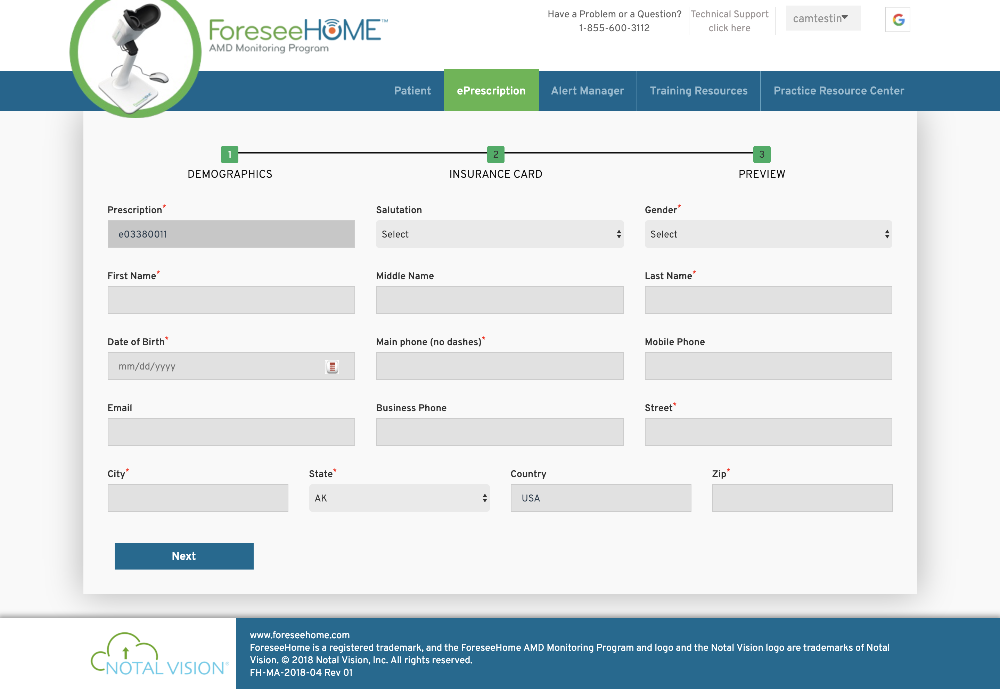 ForeseeHOME™
AMD Monitoring Program
Have a Problem or a Question?
1-855-600-3112
Technical Support
click here
camtestin
G
ForeseeHOME
Patient
ePrescription
Alert Manager
Training Resources
Practice Resource Center
1
2
3
DEMOGRAPHICS
INSURANCE CARD
PREVIEW
Prescription*
Salutation
Gender*
e03380011
Select
Select
First Name*
Middle Name
Last Name*
Date of Birth*
Main phone (no dashes)*
Mobile Phone
mm/dd/yyyy
Email
Business Phone
Street*
City*
State*
Country
Zip*
AK
USA
Next
NOTAL VISION®
www.foreseehome.com
ForeseeHome is a registered trademark, and the ForeseeHome AMD Monitoring Program and logo and the Notal Vision logo are trademarks of Notal
Vision. © 2018 Notal Vision, Inc. All rights reserved.
FH-MA-2018-04 Rev 01